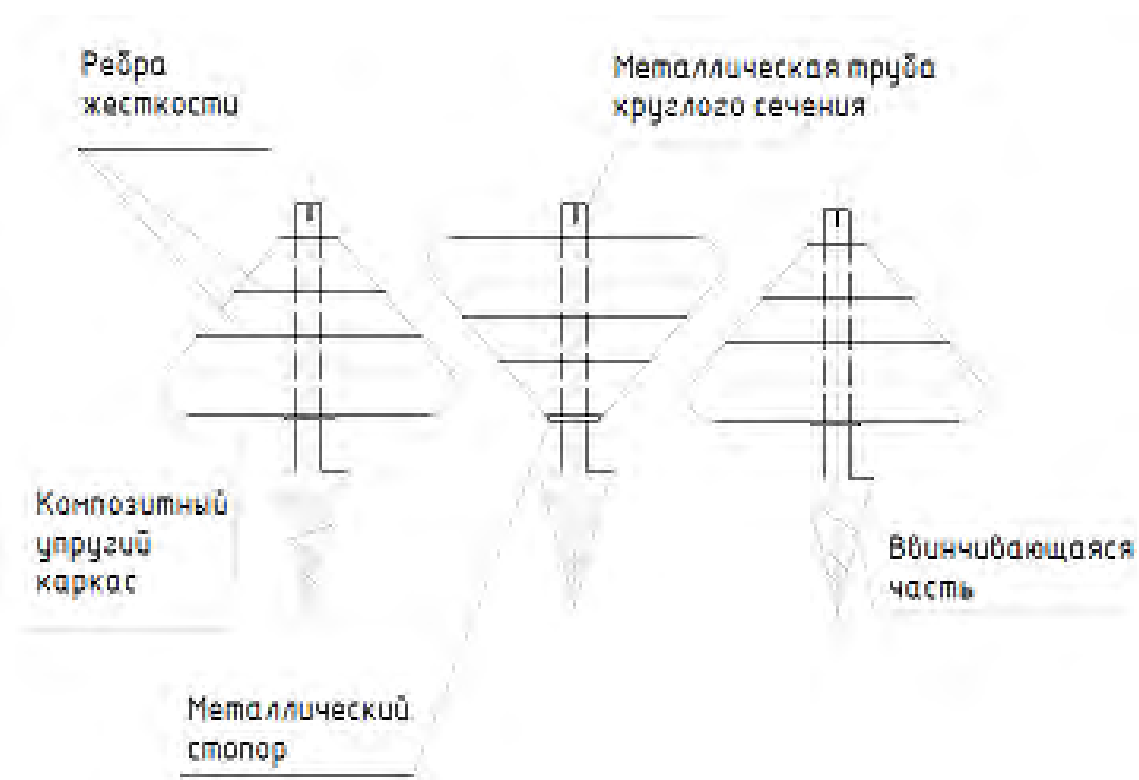 Ребра
жесткости
Металлическая труба
круглого сечения
Композитный
упругий
каркас
Ввинчивающаяся
часть
Металлический
стопор